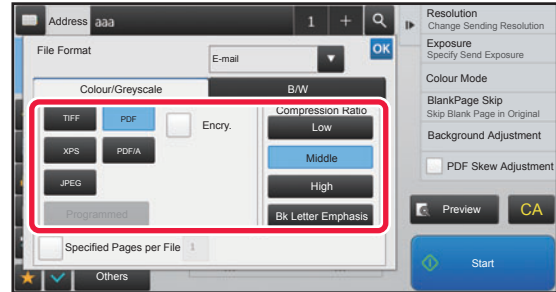 Address aaa 1 +
File Format
E-mail
OK
Colour/Greyscale
B/W
TIFF
PDF
Encry.
XPS
PDF/A
JPEG
Programmed
Compression Ratio
Low
Middle
High
Bk Letter Emphasis
Specified Pages per File 1
Others
Resolution
Change Sending Resolution
Exposure
Specify Send Exposure
Colour Mode
BlankPage Skip
Skip Blank Page in Original
Background Adjustment
PDF Skew Adjustment
Preview
CA
Start